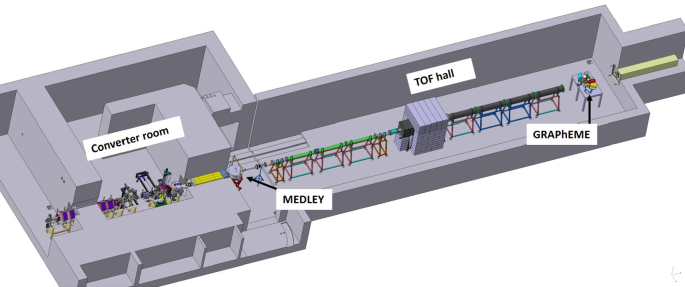 TOF hall
Converter room
GRAPhEME
MEDLEY